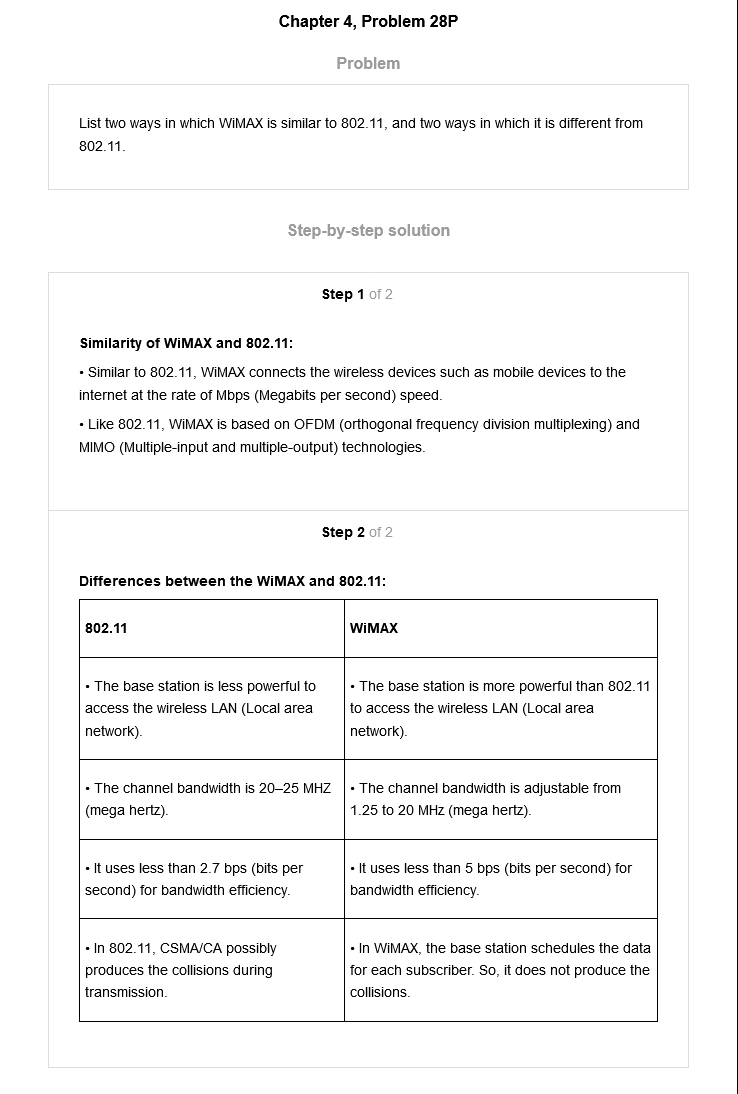 Chapter 4, Problem 28P
Problem
List two ways in which WiMAX is similar to 802.11, and two ways in which it is different from
802.11.
Step-by-step solution
Step 1 of 2
Similarity of WiMAX and 802.11:
• Similar to 802.11, WiMAX connects the wireless devices such as mobile devices to the
internet at the rate of Mbps (Megabits per second) speed.
• Like 802.11, WiMAX is based on OFDM (orthogonal frequency division multiplexing) and
MIMO (Multiple-input and multiple-output) technologies.
Step 2 of 2
Differences between the WiMAX and 802.11:
802.11
WiMAX
• The base station is less powerful to
access the wireless LAN (Local area
network).
• The base station is more powerful than 802.11
to access the wireless LAN (Local area
network).
• The channel bandwidth is 20–25 MHZ
(mega hertz).
• The channel bandwidth is adjustable from
1.25 to 20 MHz (mega hertz).
• It uses less than 2.7 bps (bits per
second) for bandwidth efficiency.
• It uses less than 5 bps (bits per second) for
bandwidth efficiency.
• In 802.11, CSMA/CA possibly
produces the collisions during
transmission.
• In WiMAX, the base station schedules the data
for each subscriber. So, it does not produce the
collisions.